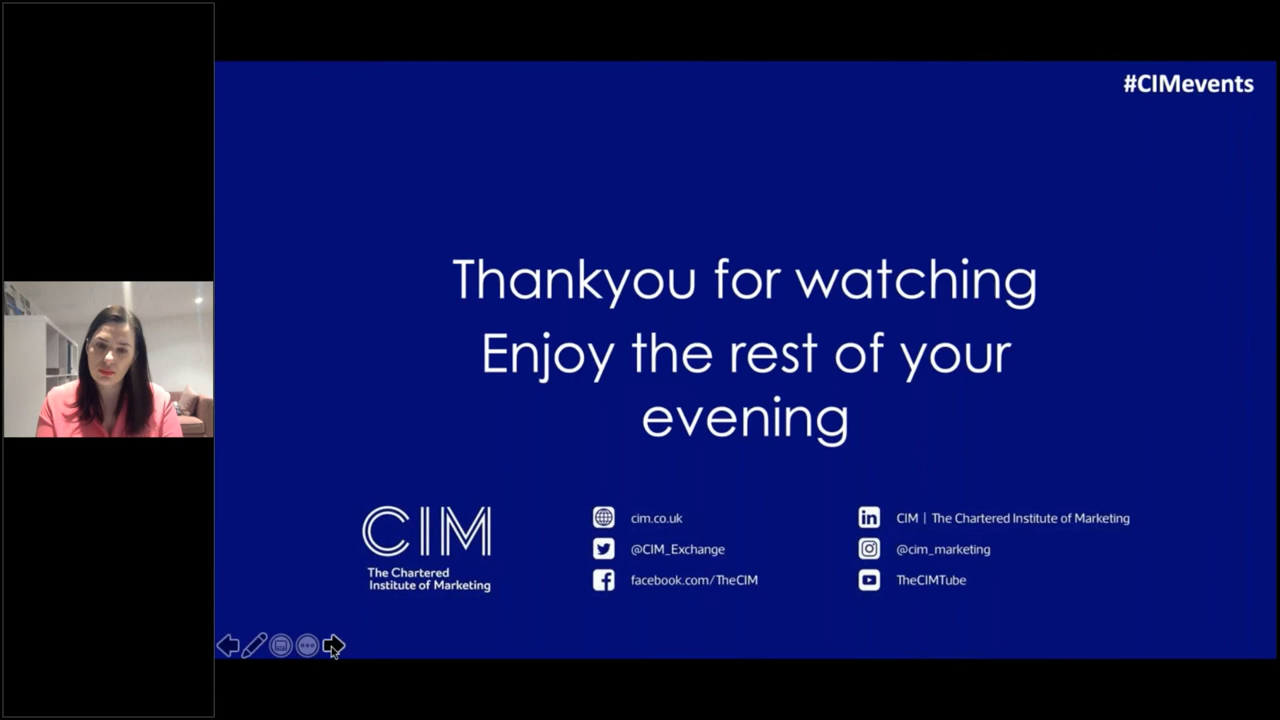 #CIMevents
Thankyou for watching
Enjoy the rest of your
evening
CIM
The Chartered
Institute of Marketing
cim.co.uk
@CIM_Exchange
facebook.com/TheCIM
CIM | The Chartered Institute of Marketing
@cim_marketing
TheCIMTube